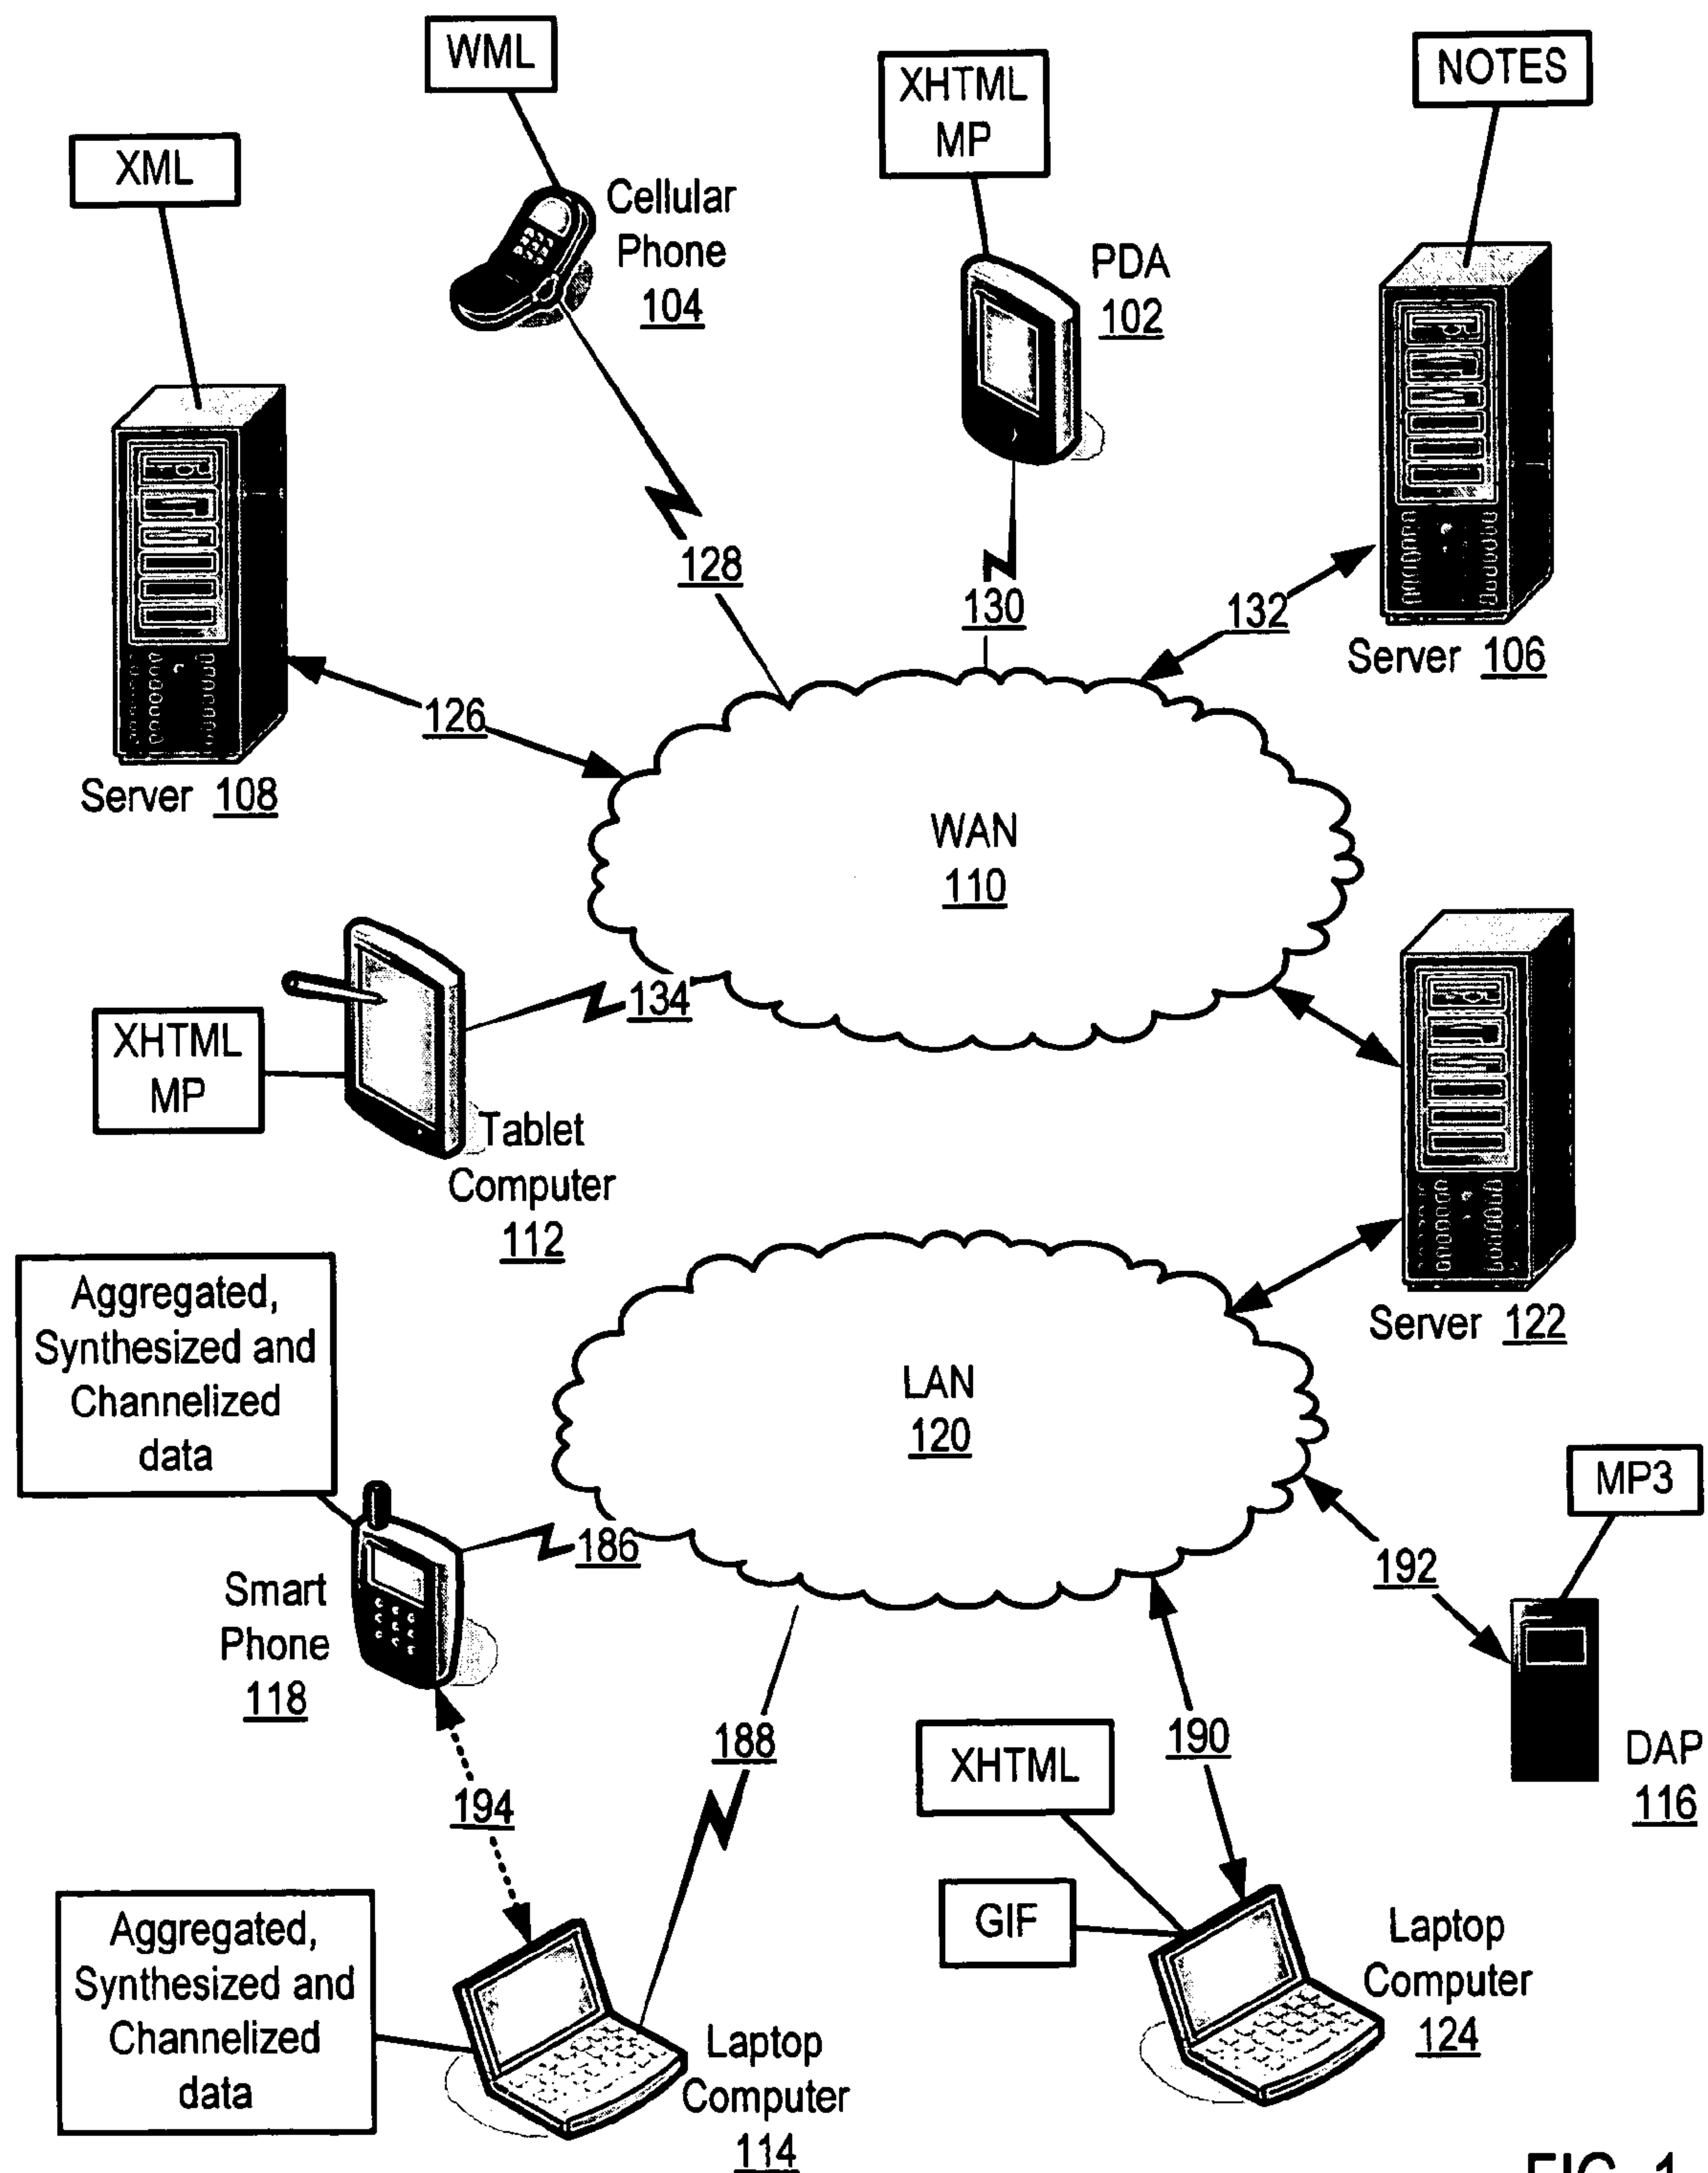 WML
XHTML
MP
NOTES
XML
Cellular
Phone
104
PDA
102
128
130
132
Server 106
126
Server 108
WAN
110
134
XHTML
MP
Tablet
Computer
112
Server 122
Aggregated,
Synthesized and
Channelized
data
LAN
120
MP3
186
192
Smart
Phone
118
188
190
XHTML
DAP
116
194
GIF
Aggregated,
Synthesized and
Channelized
data
Laptop
Computer
124
Laptop
Computer
114
FIG. 1